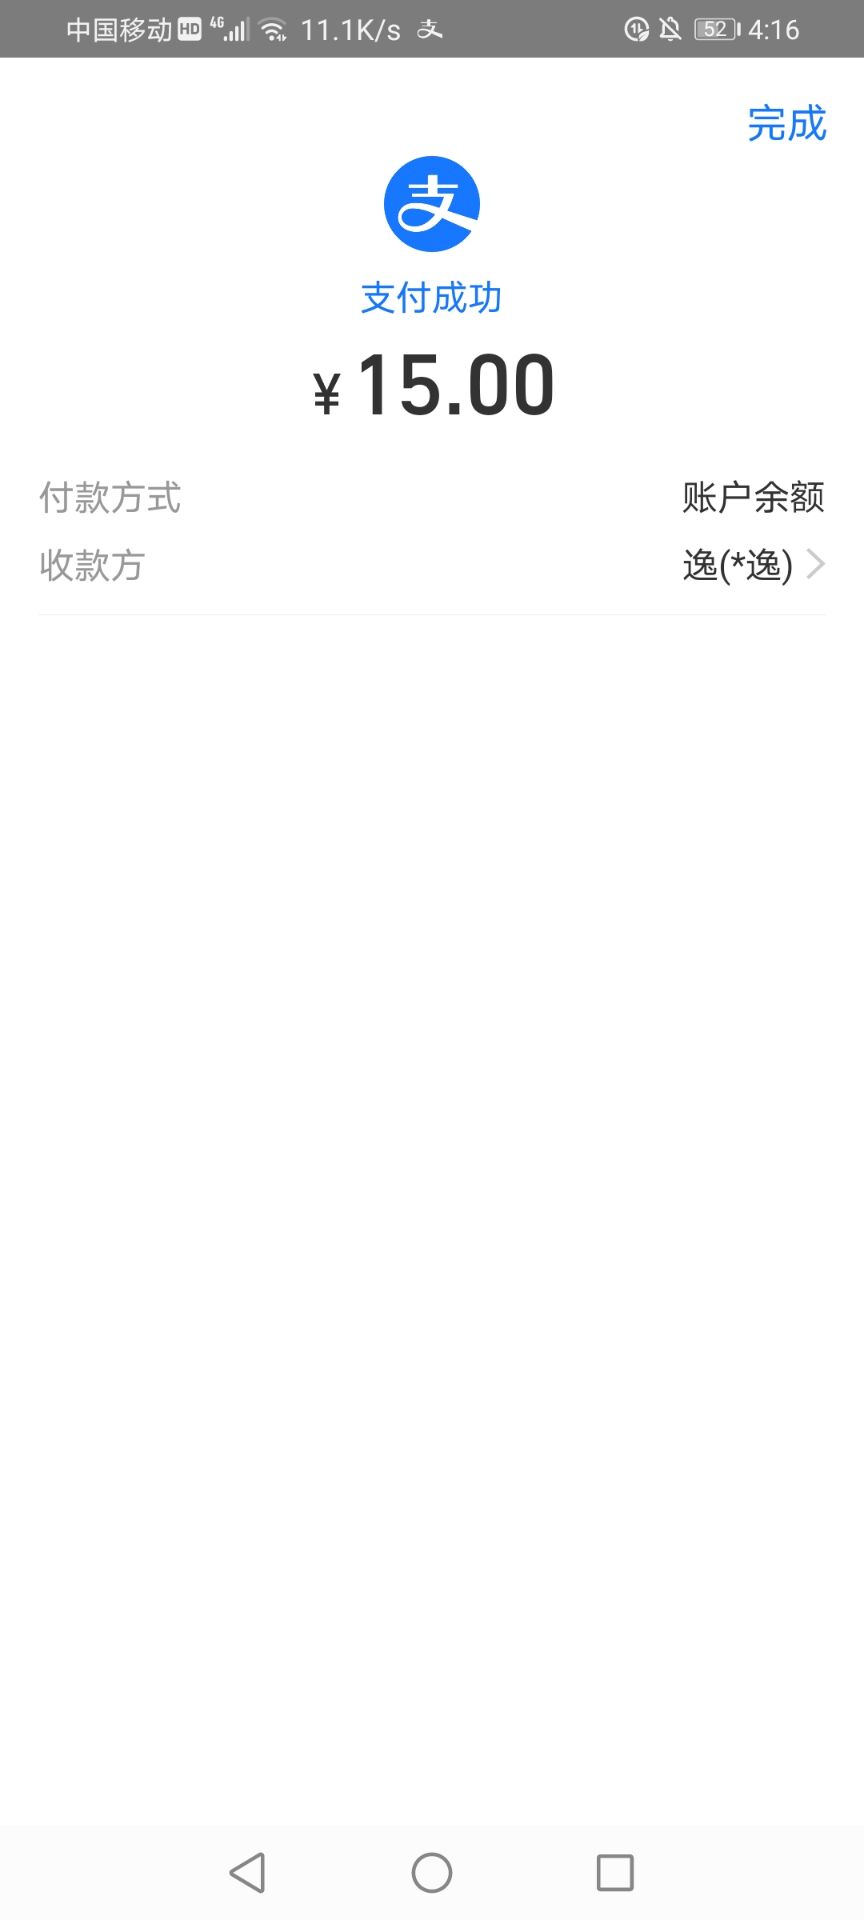 中国移动 HD 4G 11.1K/s 支 52 4:16
完成
支
支付成功
¥15.00
付款方式 账户余额
收款方 逸(*逸)